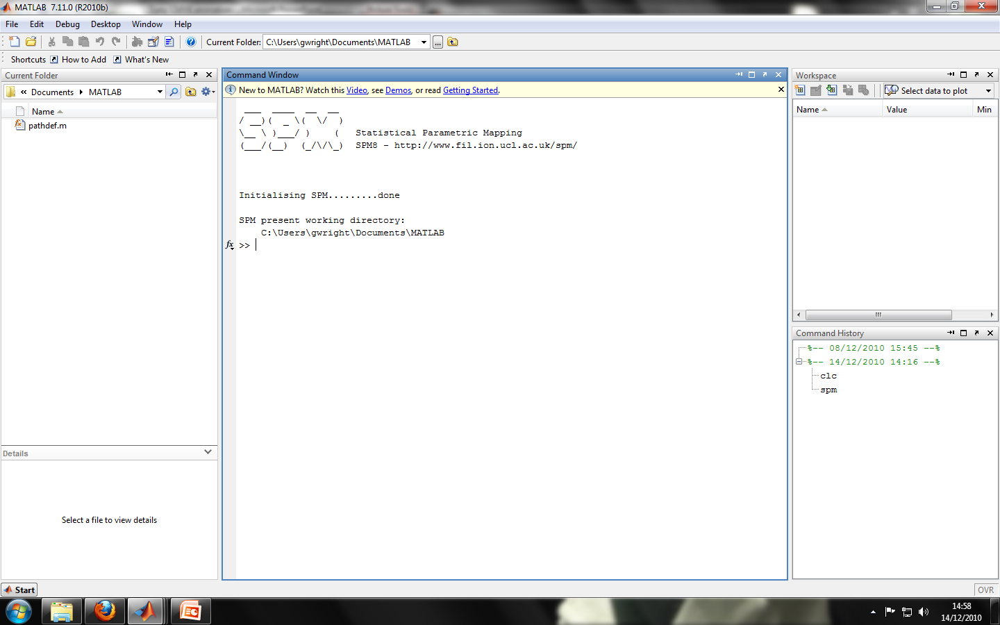 MATLAB 7.11.0 (R2010b)
File Edit Debug Desktop Window Help
Current Folder: C:\Users\gwright\Documents\MATLAB ...
Shortcuts How to Add What's New
Current Folder
« Documents MATLAB
Name
pathdef.m
Details
Select a file to view details
Command Window
New to MATLAB? Watch this Video, see Demos, or read Getting Started.
 ___  ____  __  __
/ __)(  _ \(  \/  )
\__ \ )___/ )    (   Statistical Parametric Mapping
(___/(__)  (_/\/\_)  SPM8 - http://www.fil.ion.ucl.ac.uk/spm/
Initialising SPM.........done
SPM present working directory:
C:\Users\gwright\Documents\MATLAB
fx >>
Workspace
Select data to plot
Name Value Min
Command History
%-- 08/12/2010 15:45 --%
%-- 14/12/2010 14:16 --%
clc
spm
Start
OVR
14:58
14/12/2010